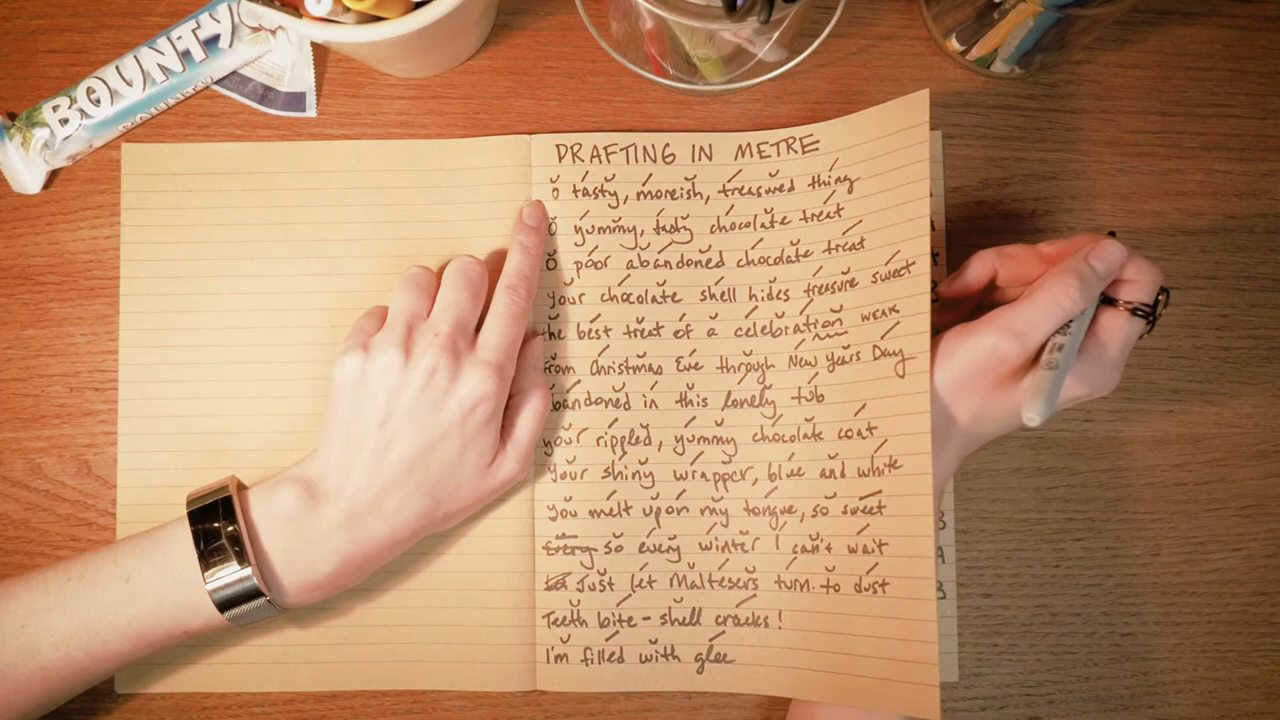 BOUNTY
BOUNTY
DRAFTING IN METRE
O tasty, moreish, treasured thing
O yummy, tasty chocolate treat
O poor abandoned chocolate treat
your chocolate shell hides treasure sweet
the best treat of a celebration WEAK
from Christmas Eve through New Years Day
abandoned in this lonely tub
your rippled, yummy chocolate coat
Your shiny wrapper, blue and white
You melt upon my tongue, so sweet
Every so every winter I can't wait
Just let Maltesers turn to dust
Teeth bite - shell cracks!
I'm filled with glee
B
A
B